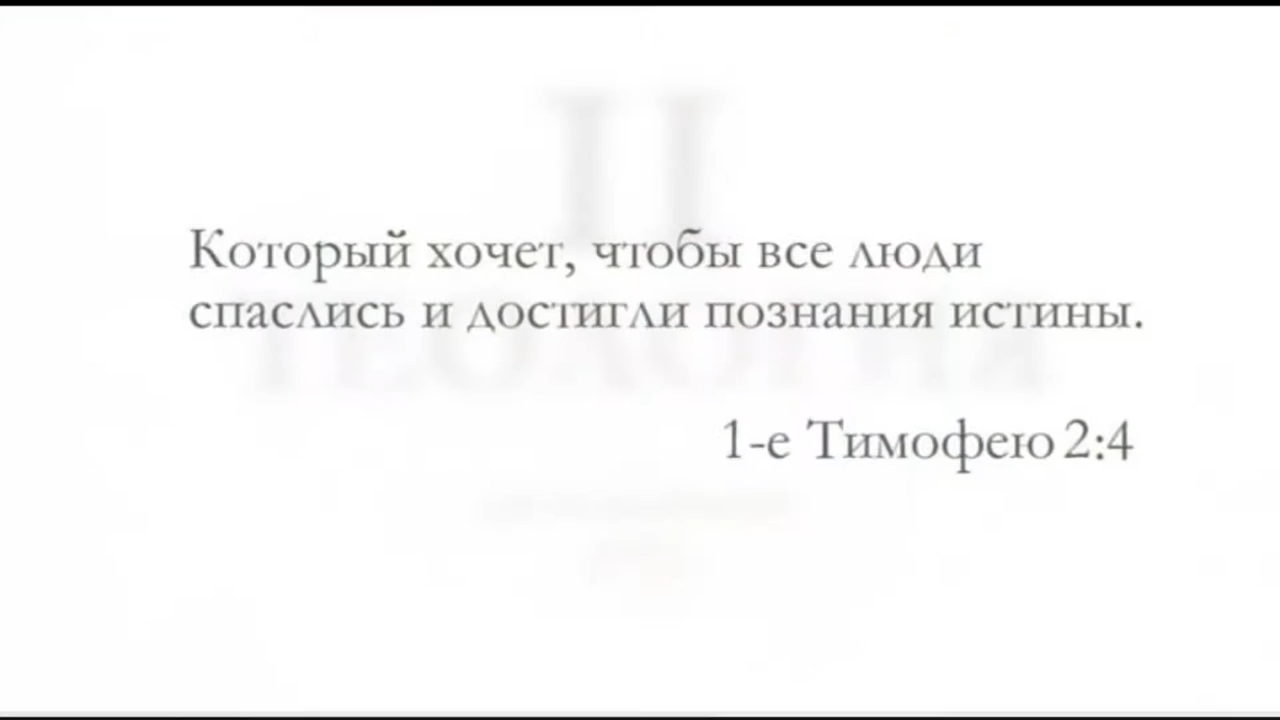 Который хочет, чтобы все люди
спаслись и достигли познания истины.
1-е Тимофею 2:4